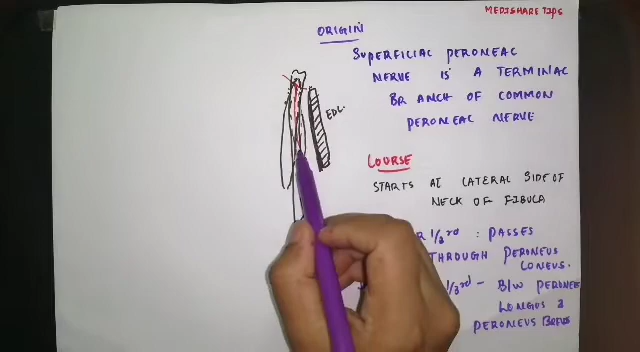 MEDISHARE TIPS
ORIGIN
SUPERFICIAL PERONEAL
NERVE IS A TERMINAL
BRANCH OF COMMON
PERONEAL NERVE
EDL.
COURSE
STARTS AT LATERAL SIDE OF
NECK OF FIBULA
R 1/3rd : PASSES
THROUGH PERONEUS
LONGUS.
1/3rd - B/W PERONEE
LONGUS &
PERONEUS BREVIS